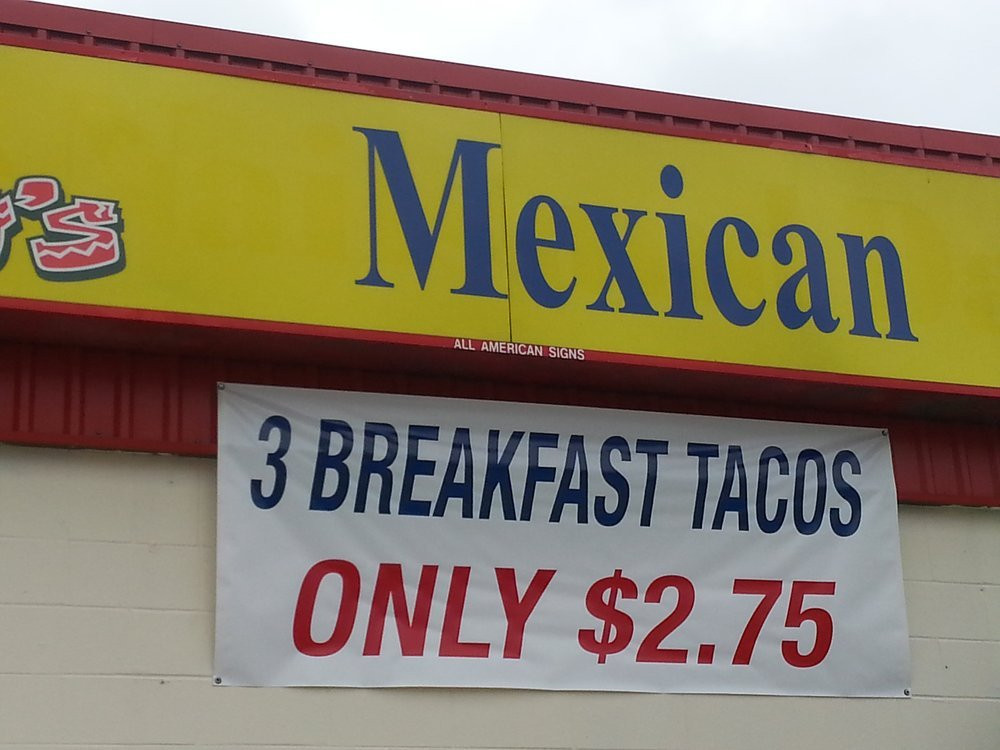 's Mexican
ALL AMERICAN SIGNS
3 BREAKFAST TACOS
ONLY $2.75